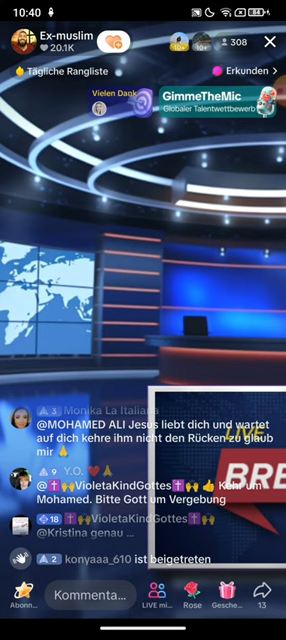 10:40
84
Ex-muslim
20.1K
10+
10+
308
Tägliche Rangliste
Erkunden >
Vielen Dank
GimmeTheMic
Globaler Talentwettbewerb
3 Monika La Italiana
@MOHAMED ALI Jesus liebt dich und wartet
auf dich kehre ihm nicht den Rücken zu glaub
mir 🙏
LIVE
BRE
9 Y.O. ❤️🙏
@✝️🙌VioletaKindGottes✝️🙌 👍 Kehr um
Mohamed. Bitte Gott um Vergebung
18 ✝️🙌VioletaKindGottes✝️🙌
@Kristina genau ...
2 konyaaa_610 ist beigetreten
Abonn...
Kommenta...
LIVE mi...
Rose
Gesche...
13